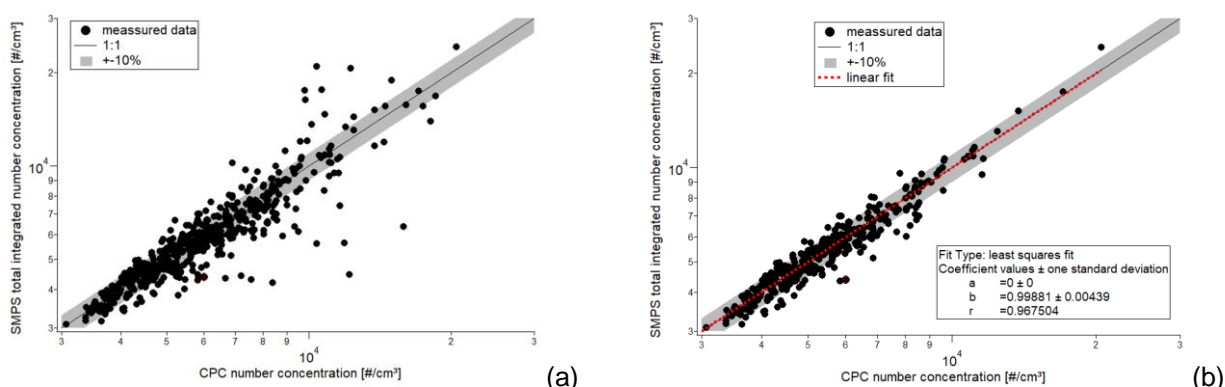 SMPS total integrated number concentration [#/cm³]
3
2
10⁴
9
8
7
6
5
4
3
meassured data
1:1
+-10%
3 4 5 6 7 8 9 2 3
10⁴
CPC number concentration [#/cm³]
(a)
SMPS total integrated number concentration [#/cm³]
3
2
10⁴
9
8
7
6
5
4
3
meassured data
1:1
+-10%
linear fit
Fit Type: least squares fit
Coefficient values ± one standard deviation
a =0 ± 0
b =0.99881 ± 0.00439
r =0.967504
3 4 5 6 7 8 9 2 3
10⁴
CPC number concentration [#/cm³]
(b)